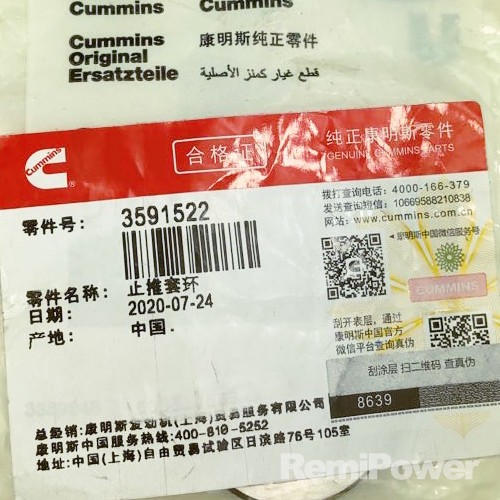 Cummins
Cummins
Cummins
Original
Ersatzteile
康明斯纯正零件
قطع غيار كمنز الأصلية
Cummins
合格证
纯正康明斯零件
GENUINE CUMMINS PARTS
拨打查询电话：4000-166-379
发送查询短信：10669588210838
网站：www.cummins.com.cn
零件号： 3591522
康明斯中国微信服务号
零件名称： 止推套环
日期： 2020-07-24
产地： 中国.
CUMMINS
刮开表层，通过
康明斯中国官方
微信平台查询真伪
刮涂层 扫二维码 查真伪
8639
总经销：康明斯发动机(上海)贸易服务有限公司
康明斯中国服务热线：400-810-5252
地址：中国(上海)自由贸易试验区日滨路76号105室
RemiPower